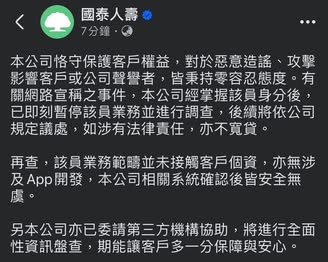 國泰人壽
7分鐘・
本公司恪守保護客戶權益，對於惡意造謠、攻擊
影響客戶或公司聲譽者，皆秉持零容忍態度。有
關網路宣稱之事件，本公司經掌握該員身分後，
已即刻暫停該員業務並進行調查，後續將依公司
規定議處，如涉有法律責任，亦不寬貸。
再查，該員業務範疇並未接觸客戶個資，亦無涉
及App開發，本公司相關系統確認後皆安全無
虞。
另本公司亦已委請第三方機構協助，將進行全面
性資訊盤查，期能讓客戶多一分保障與安心。